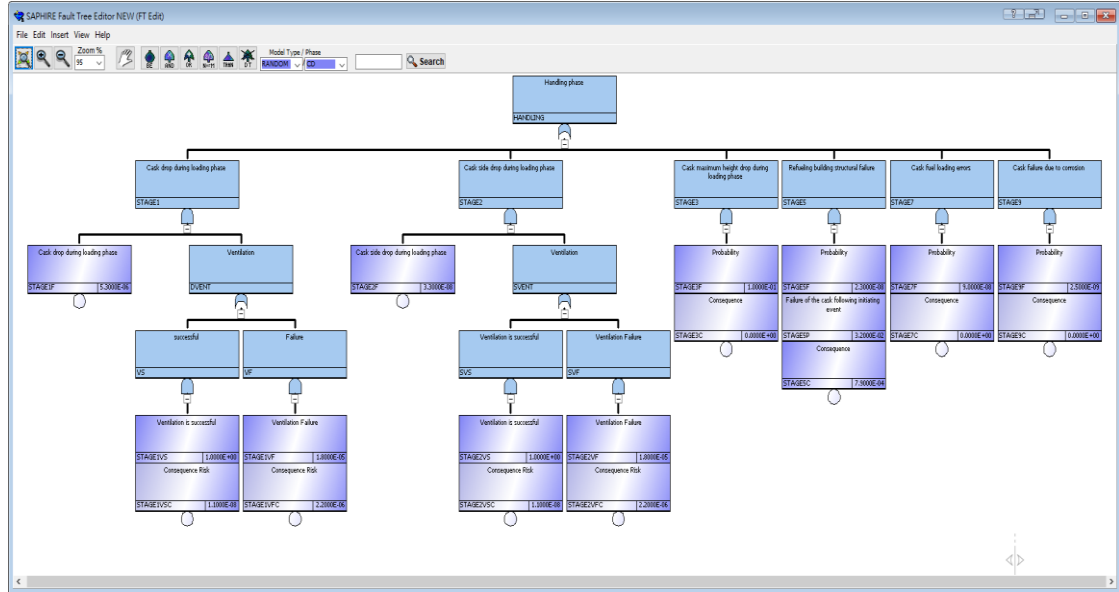 SAPHIRE Fault Tree Editor NEW (FT Edit)
File Edit Insert View Help
Zoom %
95
BE AND OR N=M TRAN DT
Model Type / Phase
RANDOM / CD
Search
Handling phase
HANDLING
Cask drop during loading phase
STAGE1
Cask side drop during loading phase
STAGE2
Cask maximum height drop during
loading phase
STAGE3
Refueling building structural failure
STAGE5
Cask fuel loading errors
STAGE7
Cask failure due to corrosion
STAGE9
Cask drop during loading phase
STAGE1F 5.3000E-06
Ventilation
DVENT
Cask side drop during loading phase
STAGE2F 3.3000E-08
Ventilation
SVENT
Probability
STAGE3F 1.0000E-01
Consequence
STAGE3C 0.0000E+00
Probability
STAGE5F 2.3000E-08
Failure of the cask following initiating
event
STAGE5P 3.2000E-02
Consequence
STAGE5C 7.9000E-04
Probability
STAGE7F 9.0000E-08
Consequence
STAGE7C 0.0000E+00
Probability
STAGE9F 2.5000E-09
Consequence
STAGE9C 0.0000E+00
successful
VS
Failure
VF
Ventilation is successful
SVS
Ventilation Failure
SVF
Ventilation is successful
STAGE1VS 1.0000E+00
Consequence Risk
STAGE1VSC 1.1000E-08
Ventilation Failure
STAGE1VF 1.8000E-05
Consequence Risk
STAGE1VFC 2.2000E-06
Ventilation is successful
STAGE2VS 1.0000E+00
Consequence Risk
STAGE2VSC 1.1000E-08
Ventilation Failure
STAGE2VF 1.8000E-05
Consequence Risk
STAGE2VFC 2.2000E-06